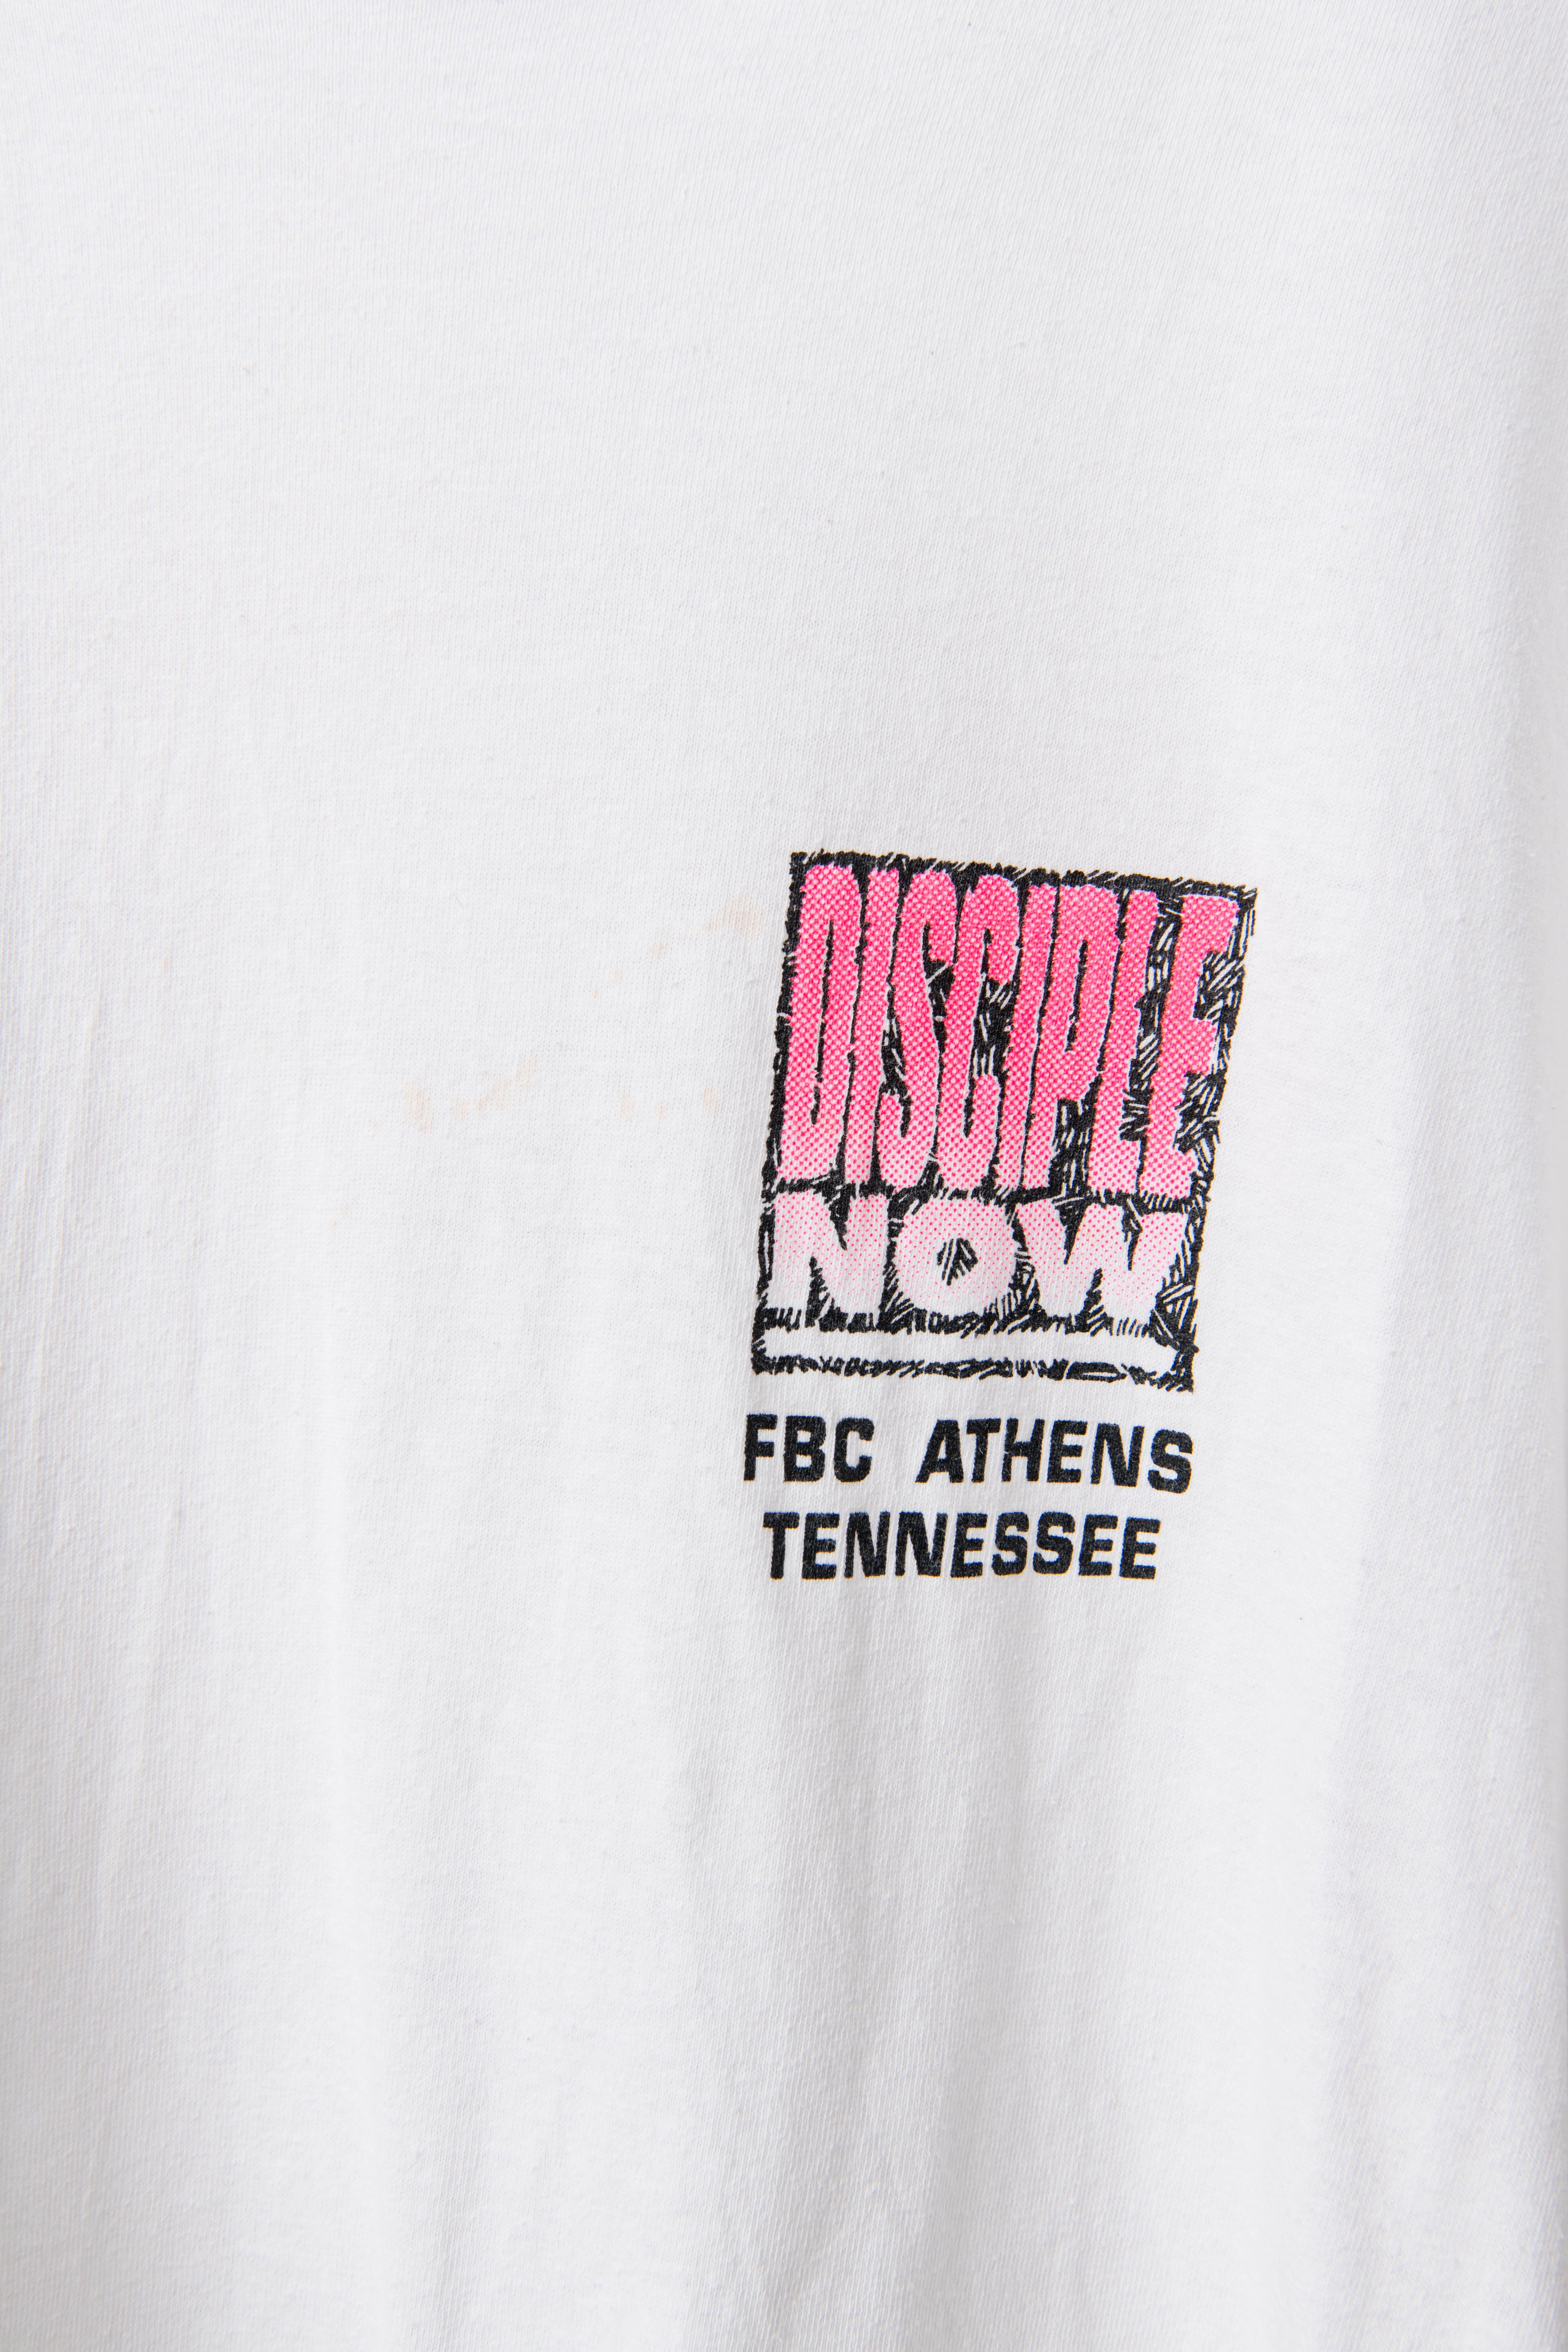 DISCIPLE
NOW
FBC ATHENS
TENNESSEE